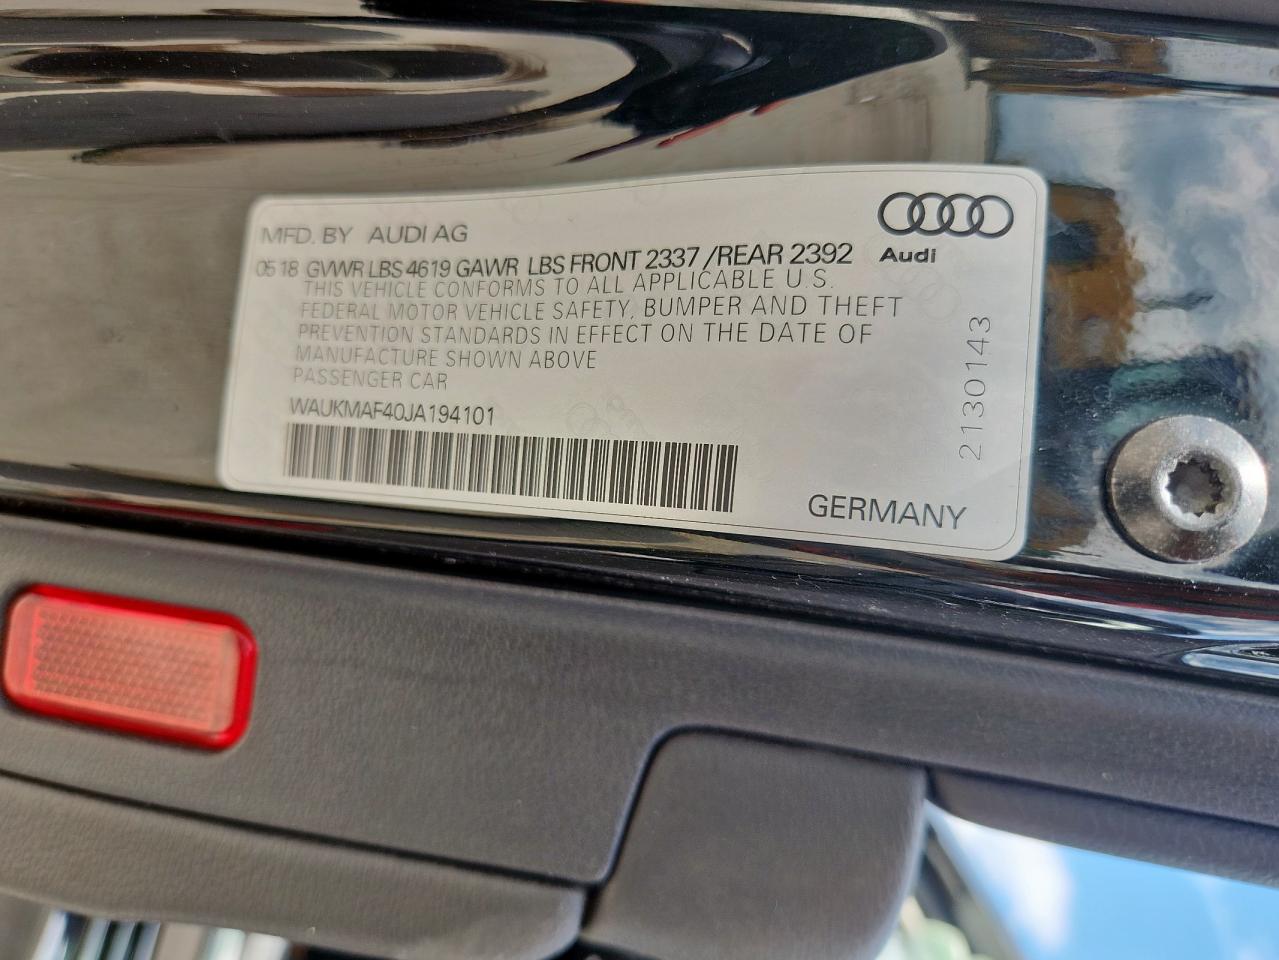 MFD. BY AUDI AG
Audi
0518 GVWR LBS 4619 GAWR LBS FRONT 2337 /REAR 2392
THIS VEHICLE CONFORMS TO ALL APPLICABLE U.S.
FEDERAL MOTOR VEHICLE SAFETY, BUMPER AND THEFT
PREVENTION STANDARDS IN EFFECT ON THE DATE OF
MANUFACTURE SHOWN ABOVE
PASSENGER CAR
WAUKMAF40JA194101
2130143
GERMANY